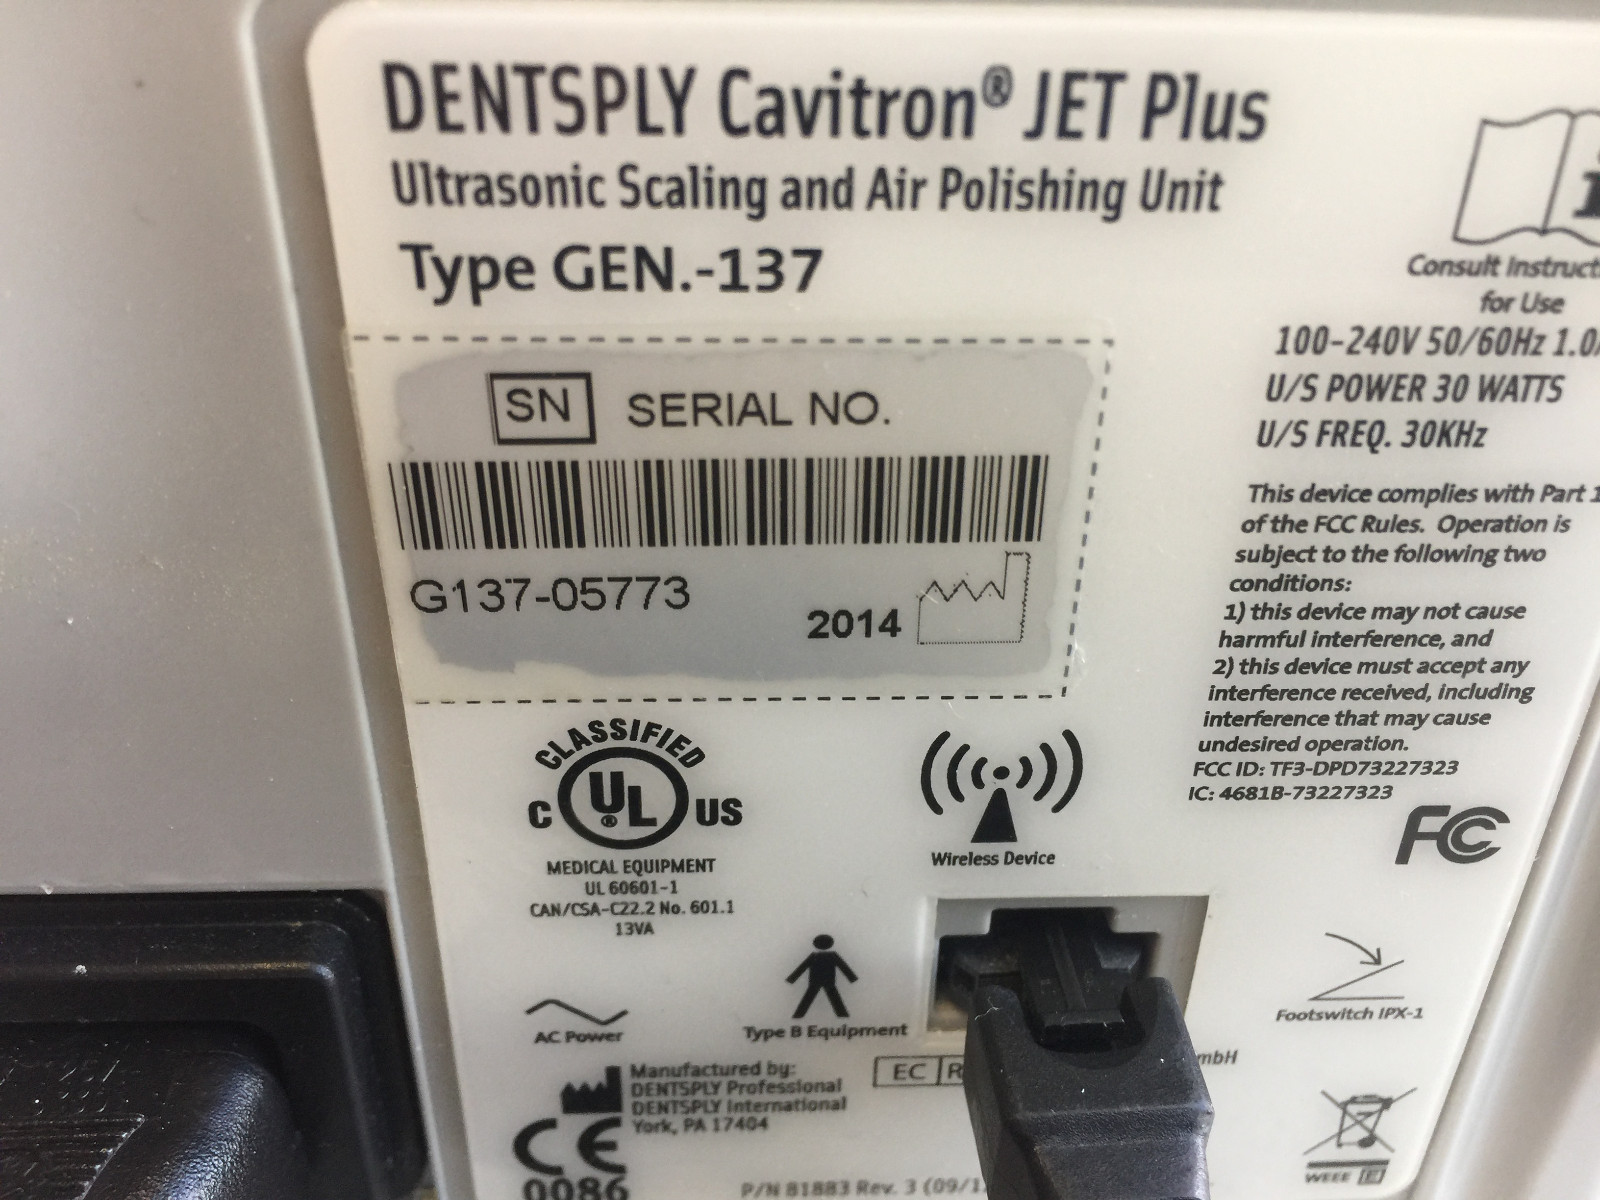 DENTSPLY Cavitron® JET Plus
Ultrasonic Scaling and Air Polishing Unit
Type GEN.-137
Consult
for Use
100-240V 50/60Hz
U/S POWER 30 WATTS
U/S FREQ. 30KHz
SN SERIAL NO.
G137-05773
2014
This device complies with Part
of the FCC Rules. Operation is
subject to the following two
conditions:
1) this device may not cause
harmful interference, and
2) this device must accept any
interference received, including
interference that may cause
undesired operation.
FCC ID: TF3-DPD73227323
IC: 4681B-73227323
FC
CLASSIFIED
C UL® US
MEDICAL EQUIPMENT
UL 60601-1
CAN/CSA-C22.2 No. 601.1
13VA
Wireless Device
AC Power
Type B Equipment
Footswitch IPX-1
Manufactured by:
DENTSPLY Professional
DENTSPLY International
York, PA 17404
EC
CE
0086
P/N 81883 Rev. 3
WEEE E